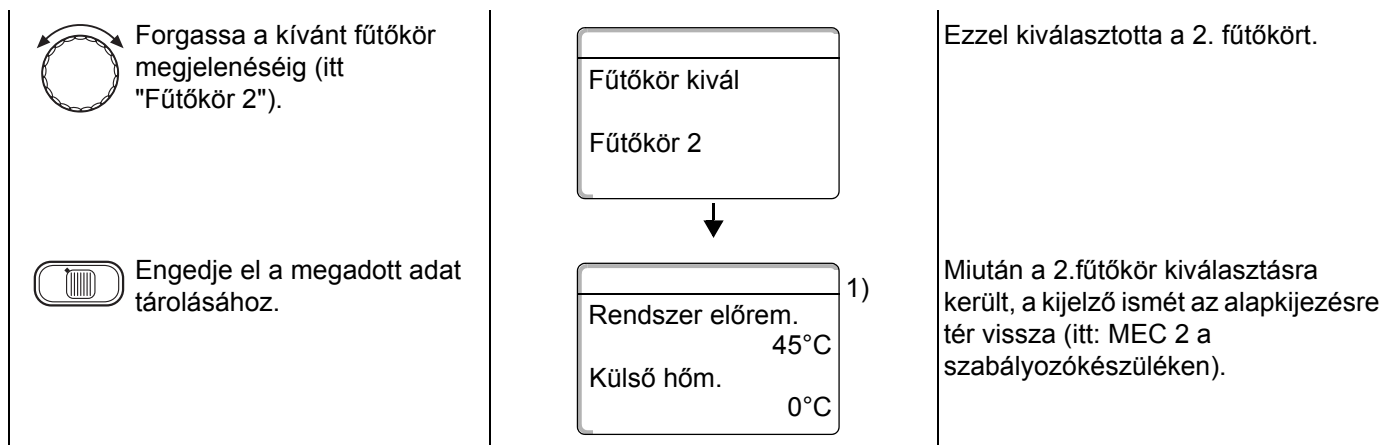 Forgassa a kívánt fűtőkör
megjelenéséig (itt
"Fűtőkör 2").
Fűtőkör kivál
Fűtőkör 2
Ezzel kiválasztotta a 2. fűtőkört.
Engedje el a megadott adat
tárolásához.
1)
Rendszer előrem.
45°C
Külső hőm.
0°C
Miután a 2.fűtőkör kiválasztásra
került, a kijelző ismét az alapkijezésre
tér vissza (itt: MEC 2 a
szabályozókészüléken).